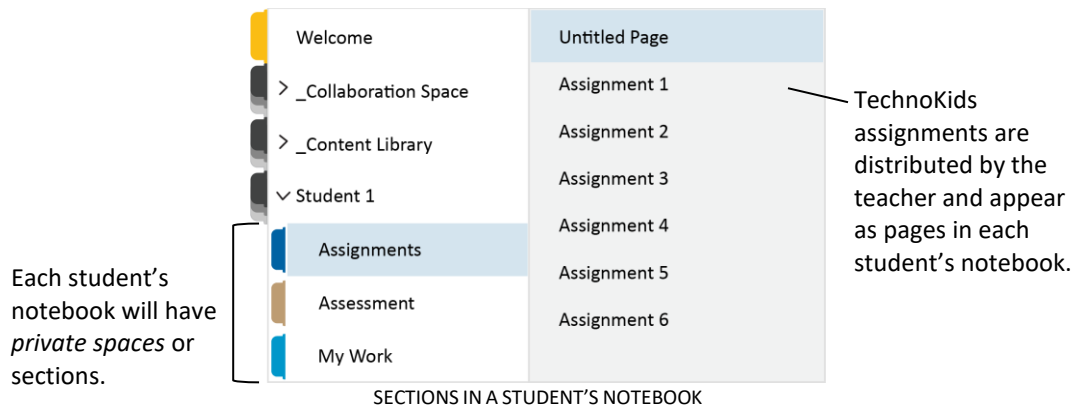 Welcome
_Collaboration Space
_Content Library
Student 1
Assignments
Assessment
My Work
Untitled Page
Assignment 1
Assignment 2
Assignment 3
Assignment 4
Assignment 5
Assignment 6
TechnoKids
assignments are
distributed by the
teacher and appear
as pages in each
student’s notebook.
Each student’s
notebook will have
private spaces or
sections.
SECTIONS IN A STUDENT’S NOTEBOOK